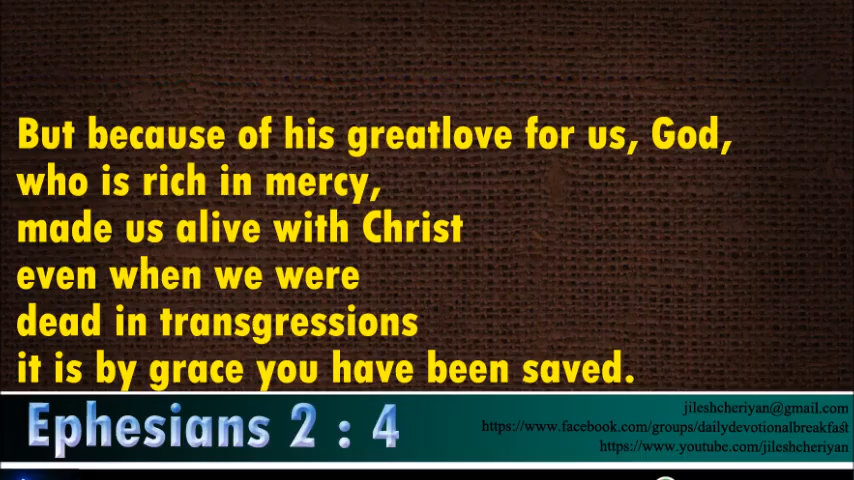 But because of his greatlove for us, God,
who is rich in mercy,
made us alive with Christ
even when we were
dead in transgressions
it is by grace you have been saved.
Ephesians 2 : 4
jileshcheriyan@gmail.com
https://www.facebook.com/groups/dailydevotionalbreakfast
https://www.youtube.com/jileshcheriyan